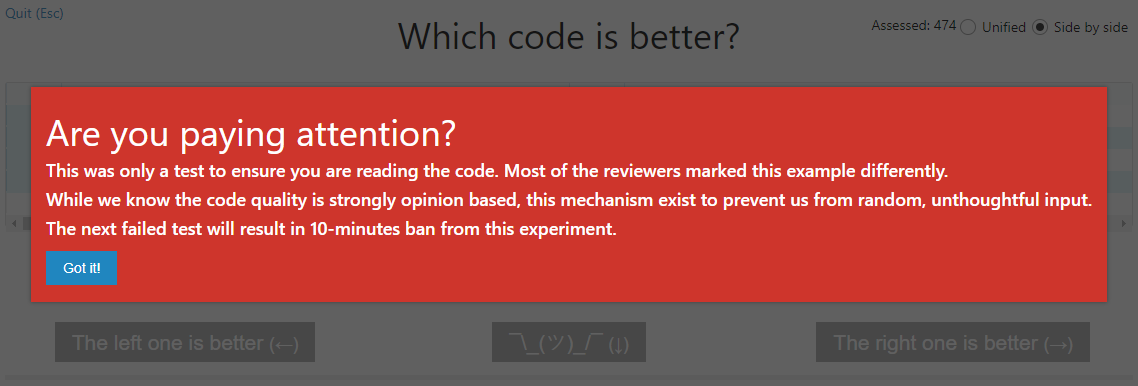 Quit (Esc)
Which code is better?
Assessed: 474 Unified Side by side
Are you paying attention?
This was only a test to ensure you are reading the code. Most of the reviewers marked this example differently.
While we know the code quality is strongly opinion based, this mechanism exist to prevent us from random, unthoughtful input.
The next failed test will result in 10-minutes ban from this experiment.
Got it!
The left one is better (←)
¯\_(ツ)_/¯ (↓)
The right one is better (→)